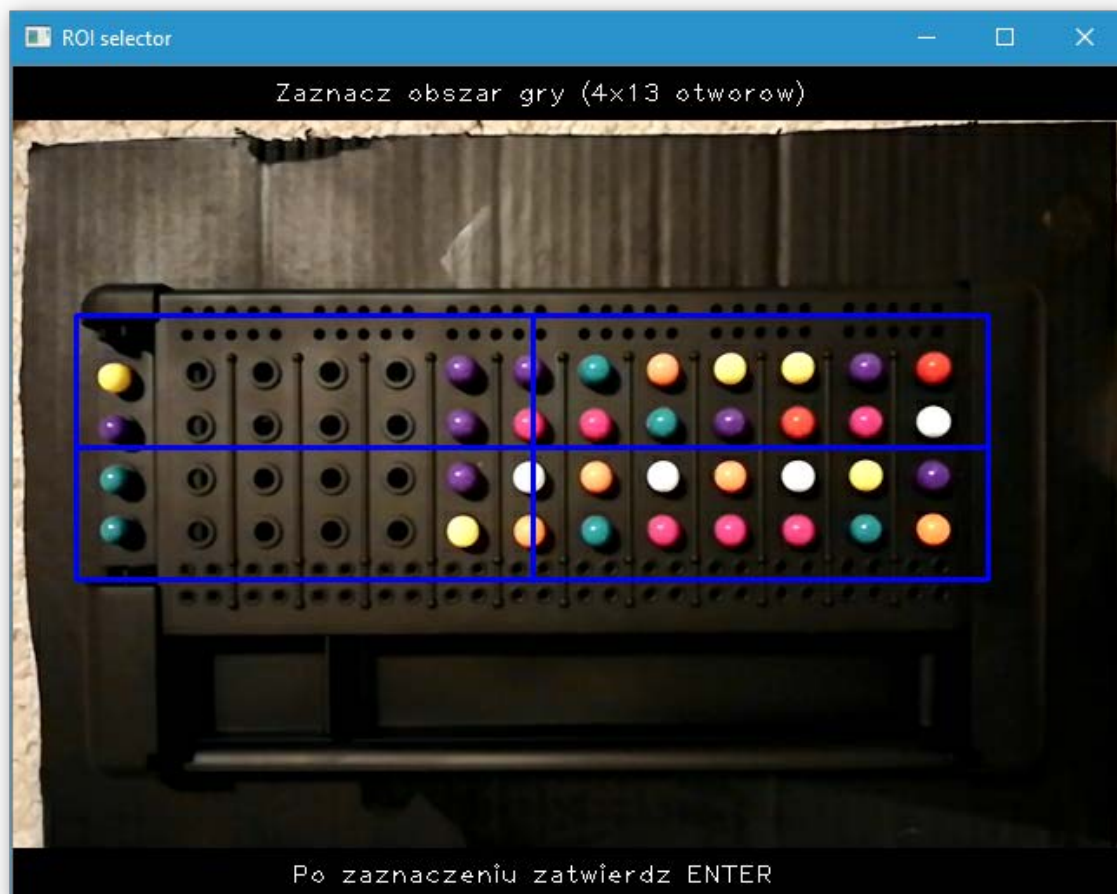 ROI selector
Zaznacz obszar gry (4x13 otworow)
Po zaznaczeniu zatwierdz ENTER